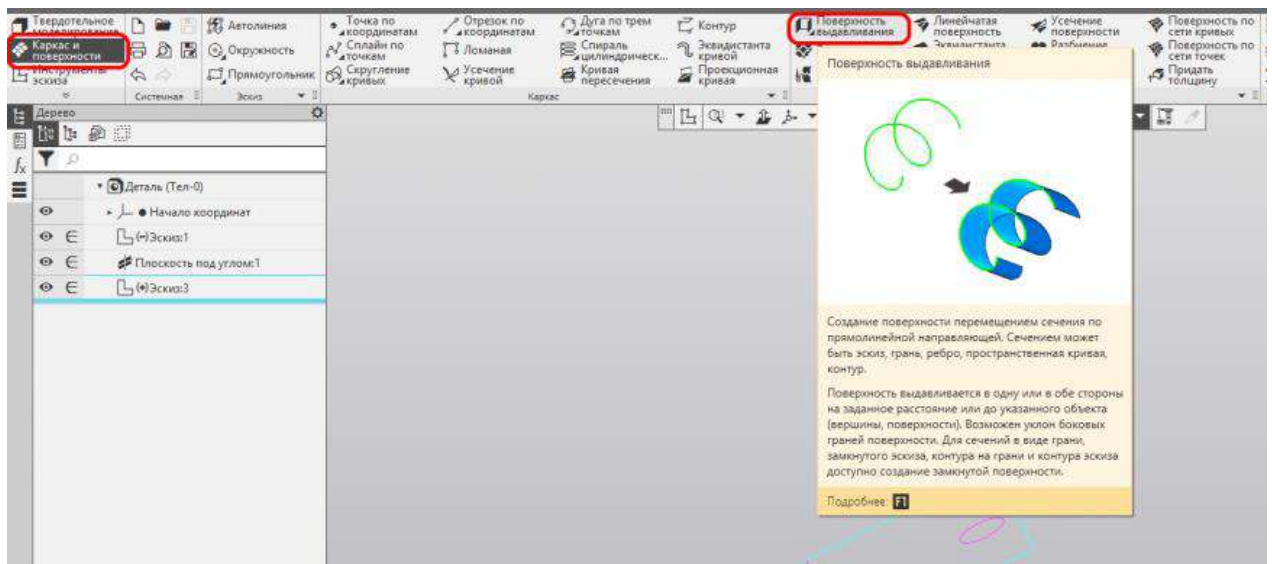 Твердотельное моделирование
Каркас и поверхности
Инструменты эскиза
Системная
Автолиния
Окружность
Прямоугольник
Эскиз
Точка по координатам
Сплайн по точкам
Скругление кривых
Отрезок по координатам
Ломаная
Усечение кривой
Дуга по трем точкам
Спираль цилиндрическ...
Кривая пересечения
Контур
Эквидистанта кривой
Проекционная кривая
Каркас
Поверхность выдавливания
Линейчатая поверхность
Эквидистанта
Усечение поверхности
Разбиение
Поверхность по сети кривых
Поверхность по сети точек
Придать толщину
Дерево
Деталь (Тел-0)
Начало координат
(-)Эскиз:1
Плоскость под углом:1
(+)Эскиз:3
Поверхность выдавливания
Создание поверхности перемещением сечения по
прямолинейной направляющей. Сечением может
быть эскиз, грань, ребро, пространственная кривая,
контур.
Поверхность выдавливается в одну или в обе стороны
на заданное расстояние или до указанного объекта
(вершины, поверхности). Возможен уклон боковых
граней поверхности. Для сечений в виде грани,
замкнутого эскиза, контура на грани и контура эскиза
доступно создание замкнутой поверхности.
Подробнее: F1